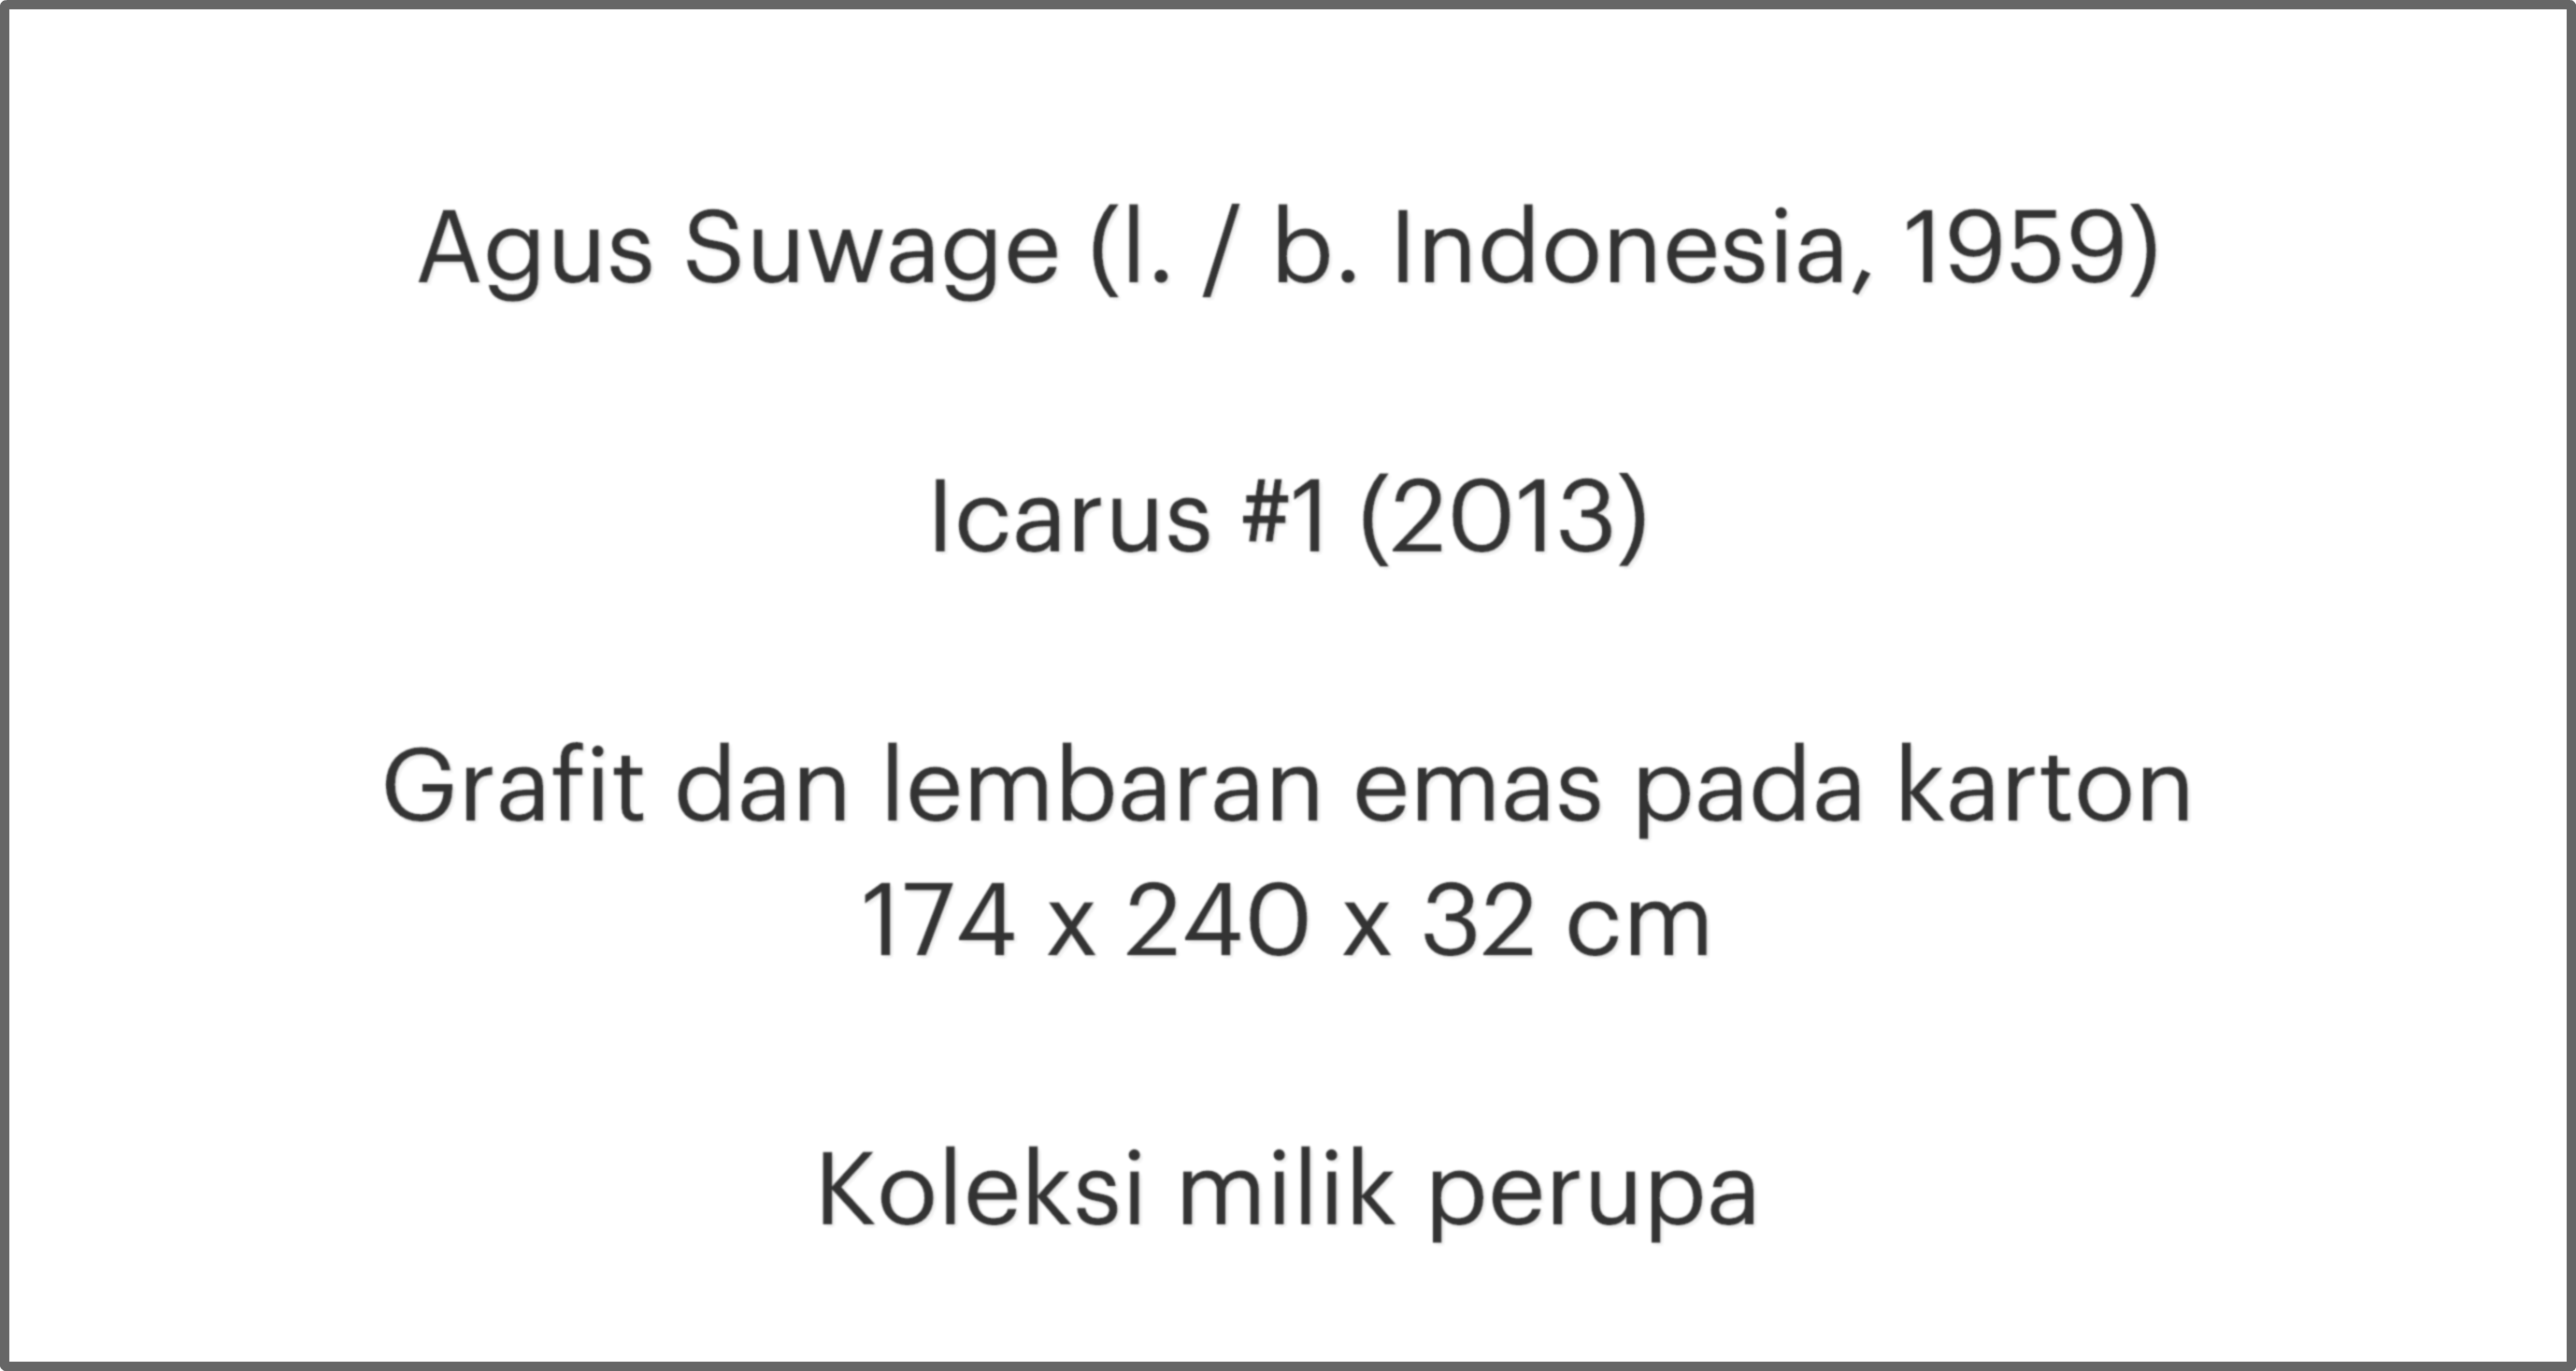 Agus Suwage (l. / b. Indonesia, 1959)
Icarus #1 (2013)
Grafit dan lembaran emas pada karton
174 x 240 x 32 cm
Koleksi milik perupa